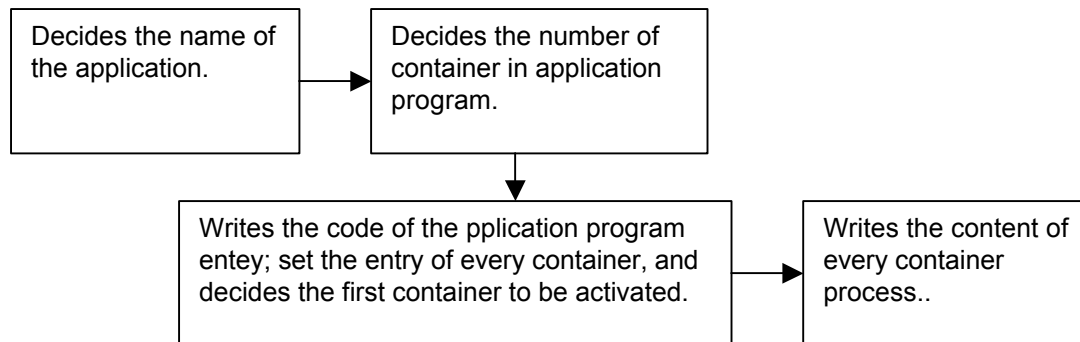 Decides the name of
the application.
Decides the number of
container in application
program.
Writes the code of the pplication program
entey; set the entry of every container, and
decides the first container to be activated.
Writes the content of
every container
process..